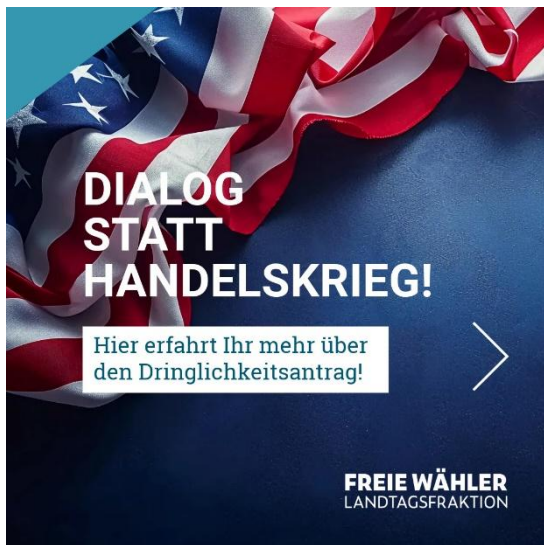 DIALOG
STATT
HANDELSKRIEG!
Hier erfahrt Ihr mehr über
den Dringlichkeitsantrag!
FREIE WÄHLER
LANDTAGSFRAKTION